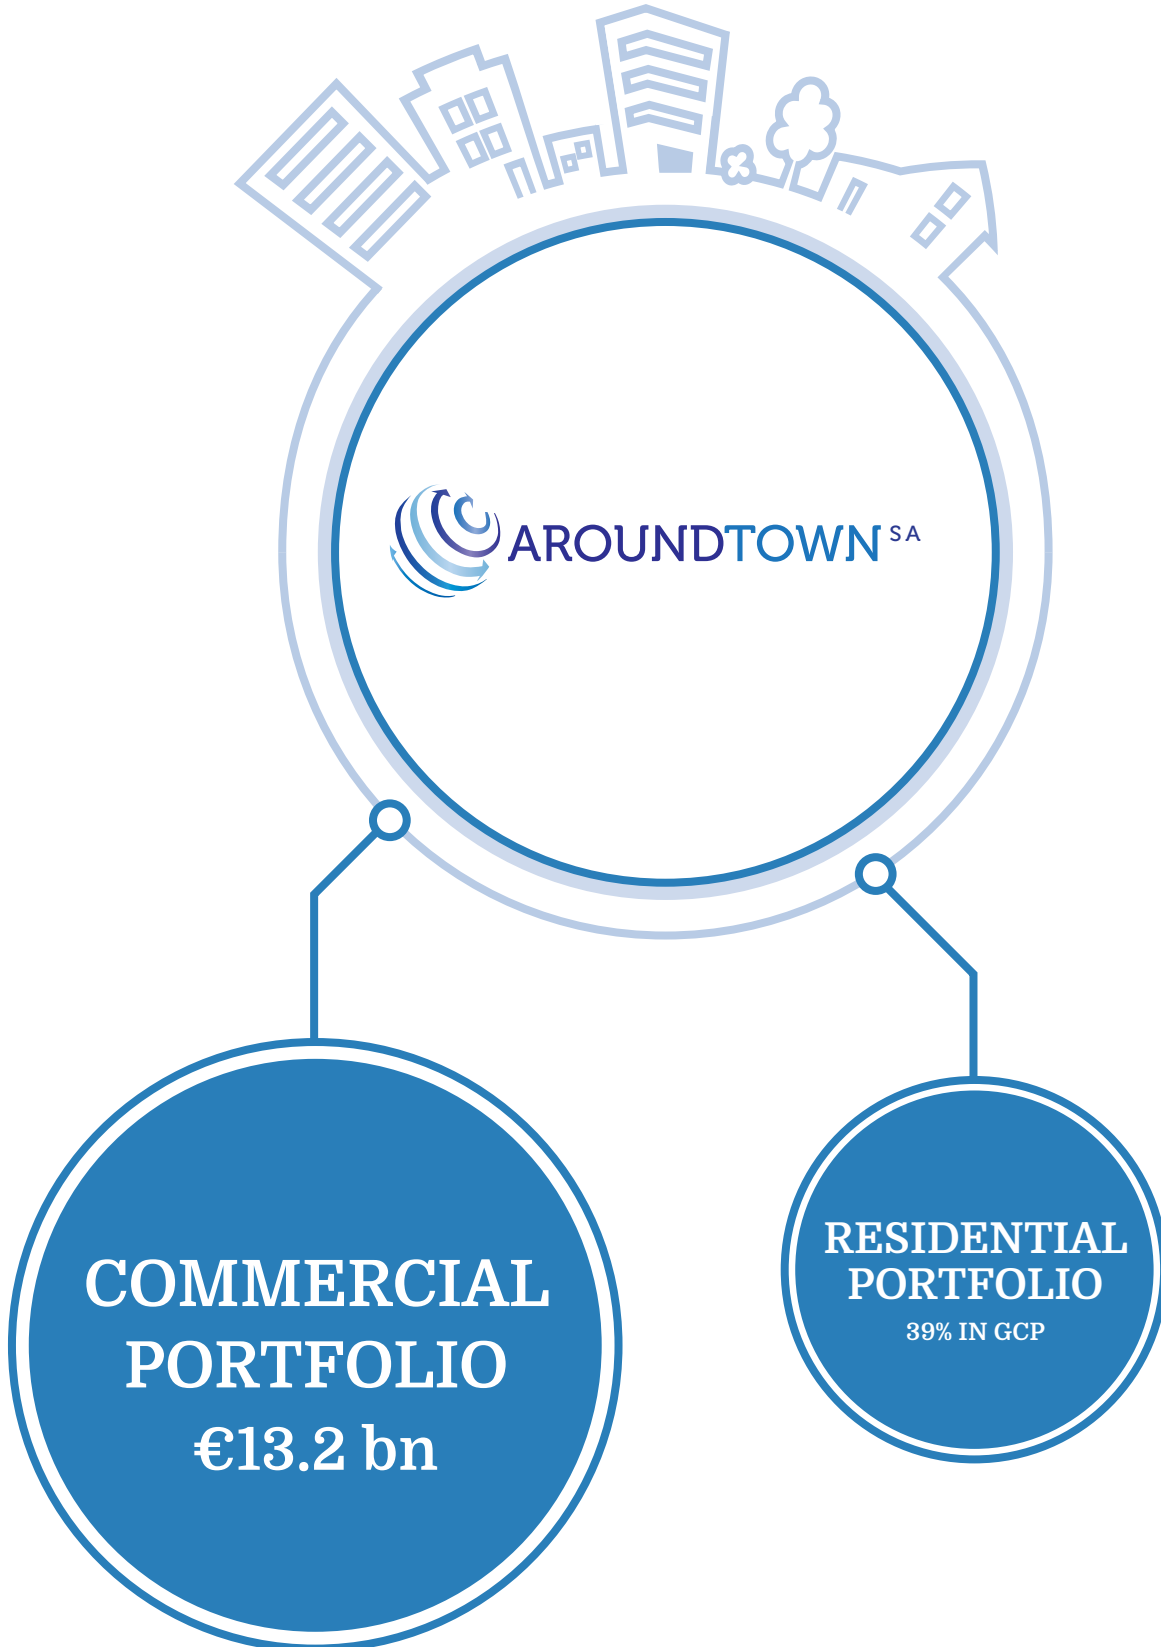 AROUNDTOWN SA
COMMERCIAL
PORTFOLIO
€13.2 bn
RESIDENTIAL
PORTFOLIO
39% IN GCP